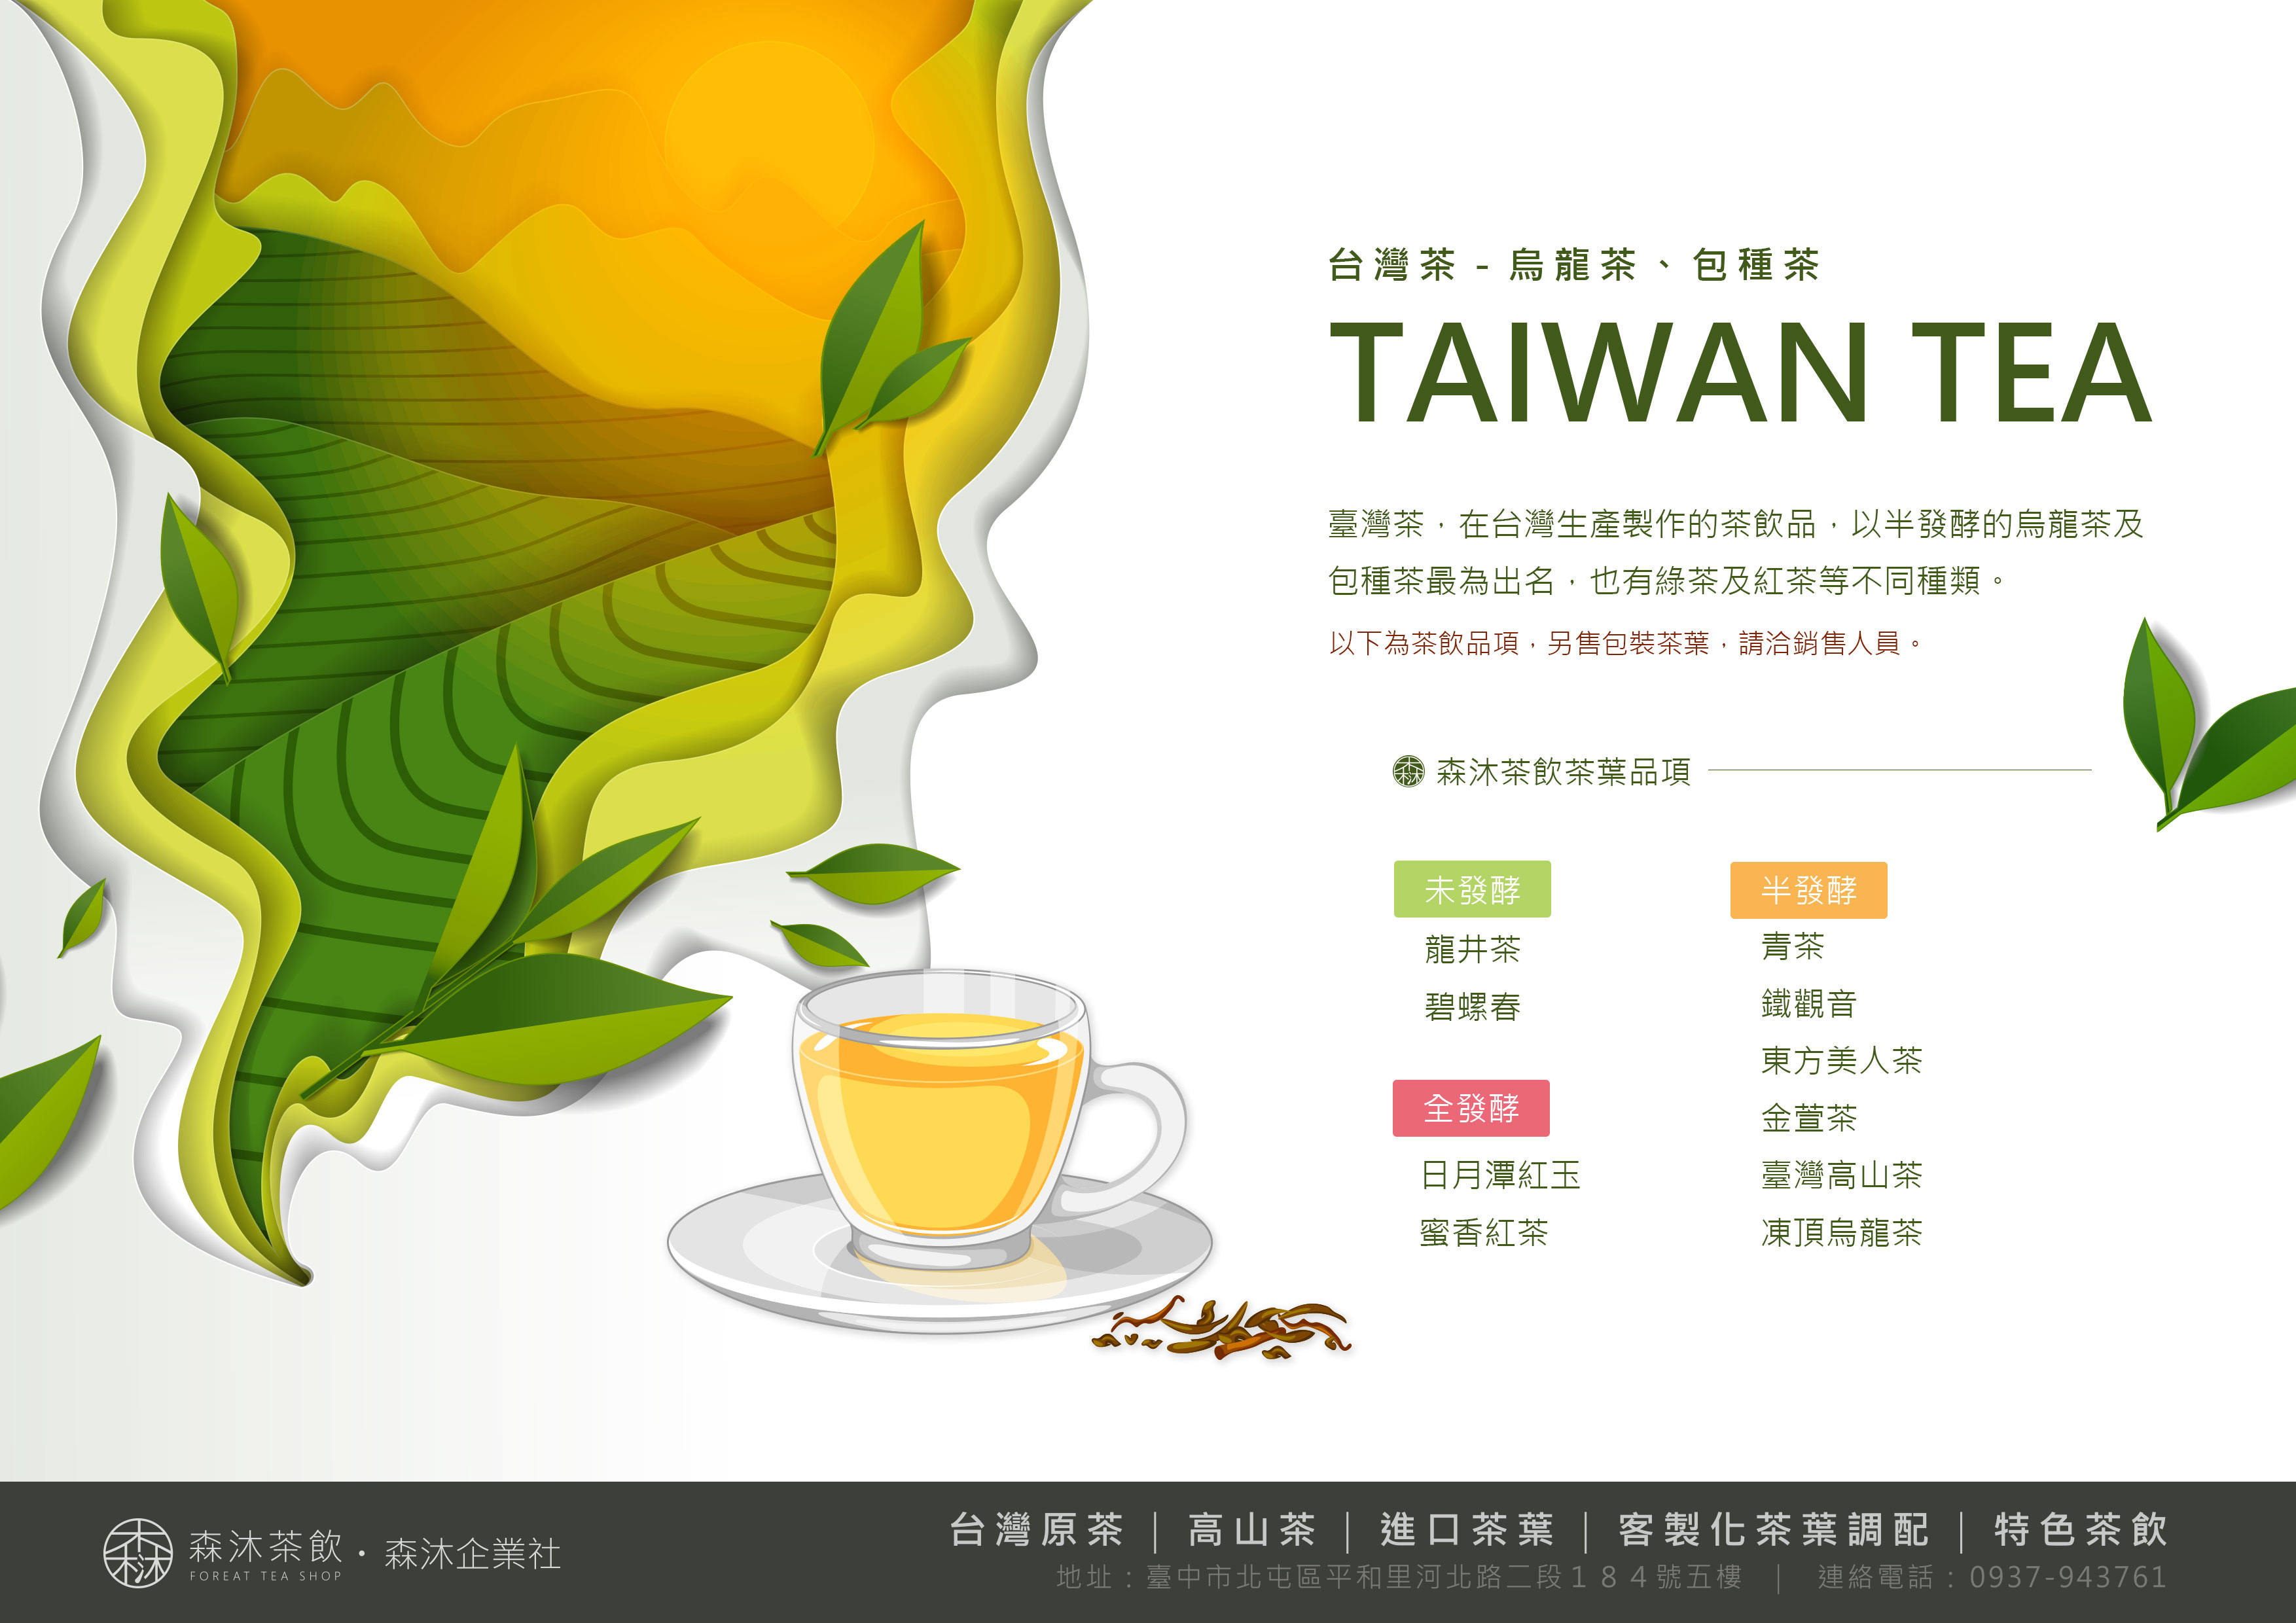 台灣茶-烏龍茶、包種茶
TAIWAN TEA
臺灣茶，在台灣生產製作的茶飲品，以半發酵的烏龍茶及
包種茶最為出名，也有綠茶及紅茶等不同種類。
以下為茶飲品項，另售包裝茶葉，請洽銷售人員。
森沐茶飲茶葉品項
未發酵
龍井茶
碧螺春
全發酵
日月潭紅玉
蜜香紅茶
半發酵
青茶
鐵觀音
東方美人茶
金萱茶
臺灣高山茶
凍頂烏龍茶
森沐茶飲・森沐企業社
FOREAT TEA SHOP
台灣原茶｜高山茶｜進口茶葉｜客製化茶葉調配｜特色茶飲
地址：臺中市北屯區平和里河北路二段１８４號五樓 ｜ 連絡電話：0937-943761